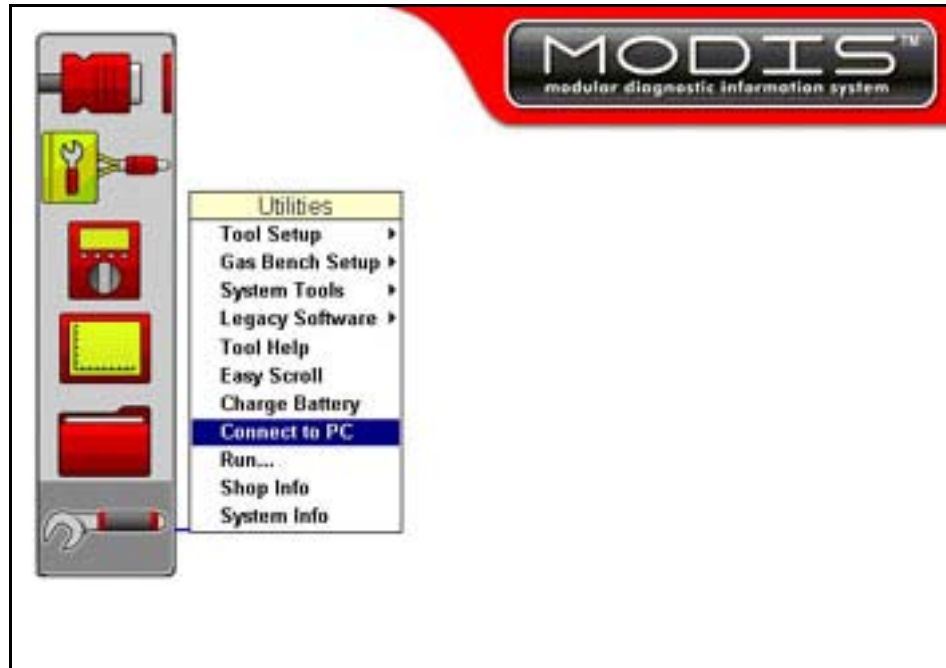 MODIS™
modular diagnostic information system
Utilities
Tool Setup
Gas Bench Setup
System Tools
Legacy Software
Tool Help
Easy Scroll
Charge Battery
Connect to PC
Run...
Shop Info
System Info